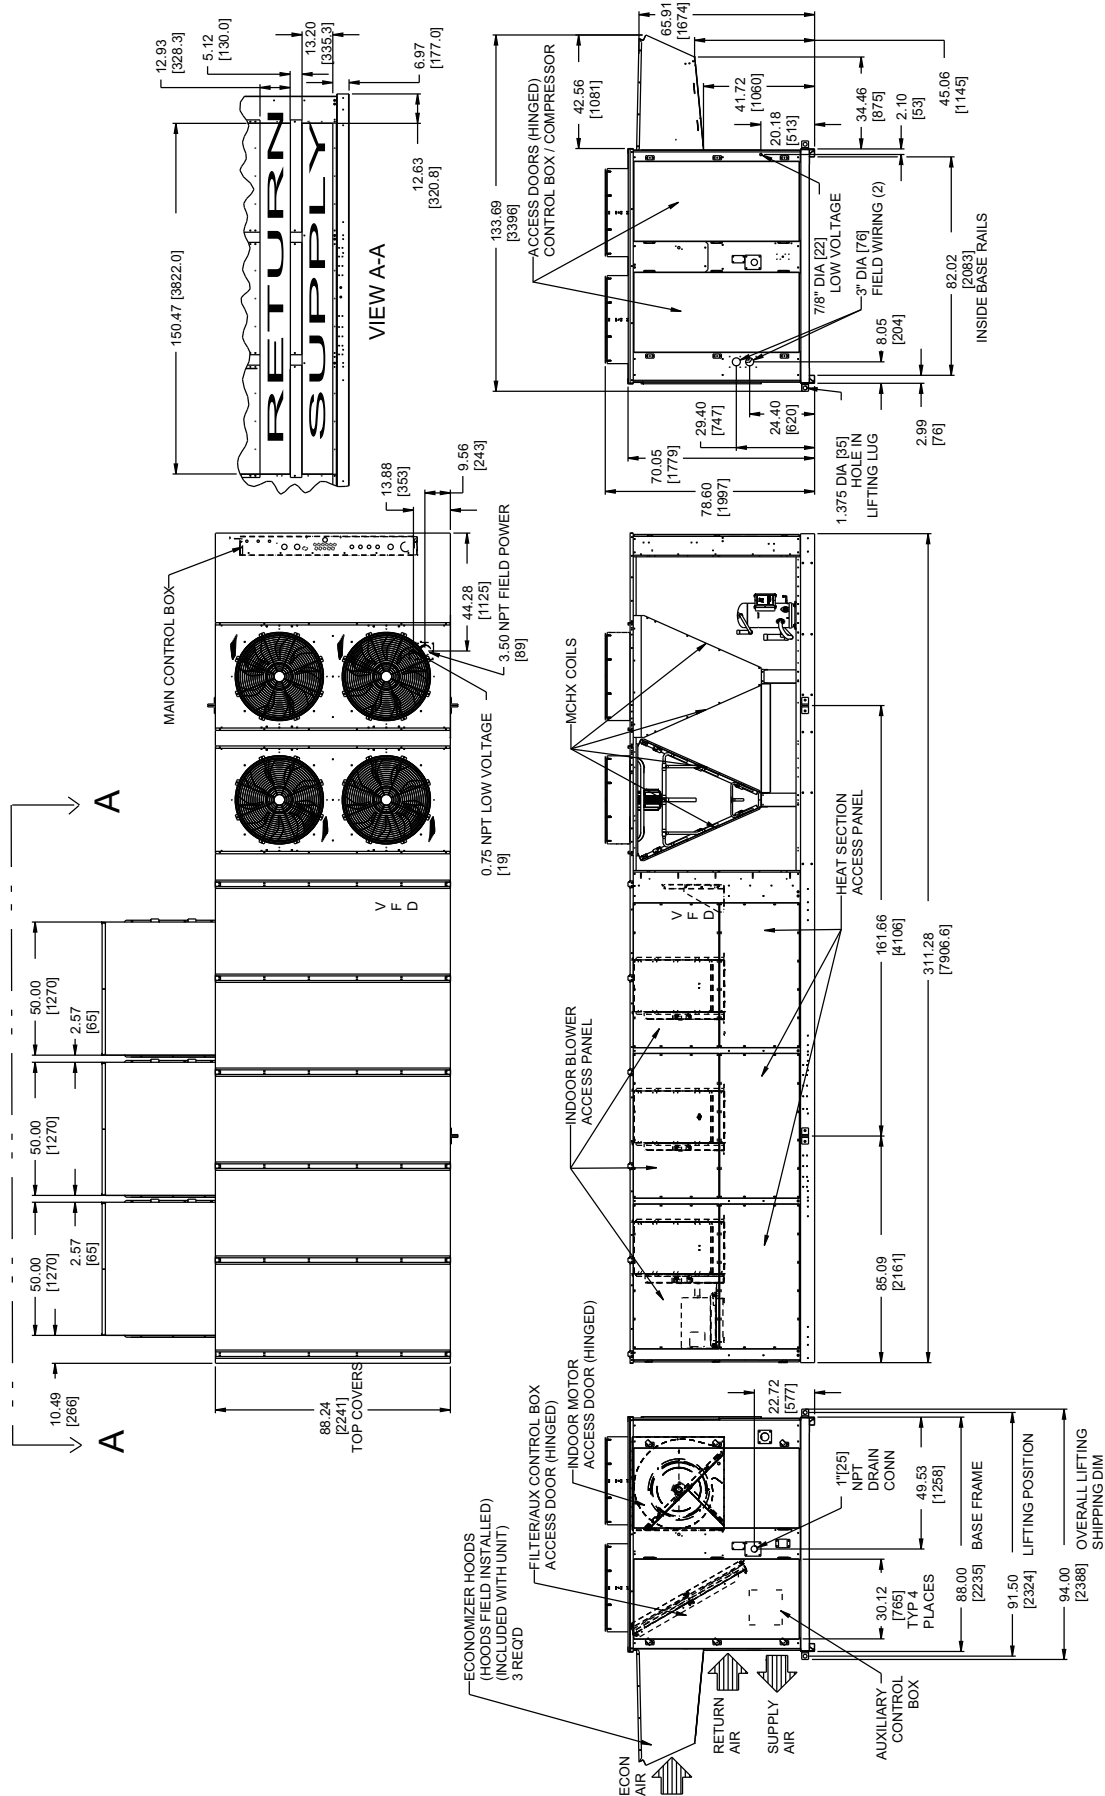 A
A
10.49
[266]
50.00
[1270]
2.57
[65]
50.00
[1270]
2.57
[65]
50.00
[1270]
88.24
[2241]
TOP COVERS
V
F
D
0.75 NPT LOW VOLTAGE
[19]
3.50 NPT FIELD POWER
[89]
44.28
[1125]
13.88
[353]
9.56
[243]
MAIN CONTROL BOX
150.47 [3822.0]
12.93
[328.3]
5.12
[130.0]
13.20
[335.3]
6.97
[177.0]
12.63
[320.8]
RETURN
SUPPLY
VIEW A-A
ECONOMIZER HOODS
(HOODS FIELD INSTALLED)
(INCLUDED WITH UNIT)
3 REQ'D
FILTER/AUX CONTROL BOX
ACCESS DOOR (HINGED)
INDOOR MOTOR
ACCESS DOOR (HINGED)
ECON
AIR
RETURN
AIR
SUPPLY
AIR
AUXILIARY
CONTROL
BOX
22.72
[577]
1"[25]
NPT
DRAIN
CONN
49.53
[1258]
30.12
[765]
TYP 4
PLACES
88.00
[2235]
BASE FRAME
91.50
[2324]
LIFTING POSITION
94.00
[2388]
OVERALL LIFTING
SHIPPING DIM
INDOOR BLOWER
ACCESS PANEL
MCHX COILS
V
F
D
HEAT SECTION
ACCESS PANEL
85.09
[2161]
161.66
[4106]
311.28
[7906.6]
133.69
[3396]
42.56
[1081]
ACCESS DOORS (HINGED)
CONTROL BOX / COMPRESSOR
65.91
[1674]
41.72
[1060]
20.18
[513]
34.46
[875]
45.06
[1145]
2.10
[53]
78.60
[1997]
70.05
[1779]
29.40
[747]
24.40
[620]
7/8" DIA [22]
LOW VOLTAGE
3" DIA [76]
FIELD WIRING (2)
8.05
[204]
82.02
[2083]
INSIDE BASE RAILS
2.99
[76]
1.375 DIA [35]
HOLE IN
LIFTING LUG